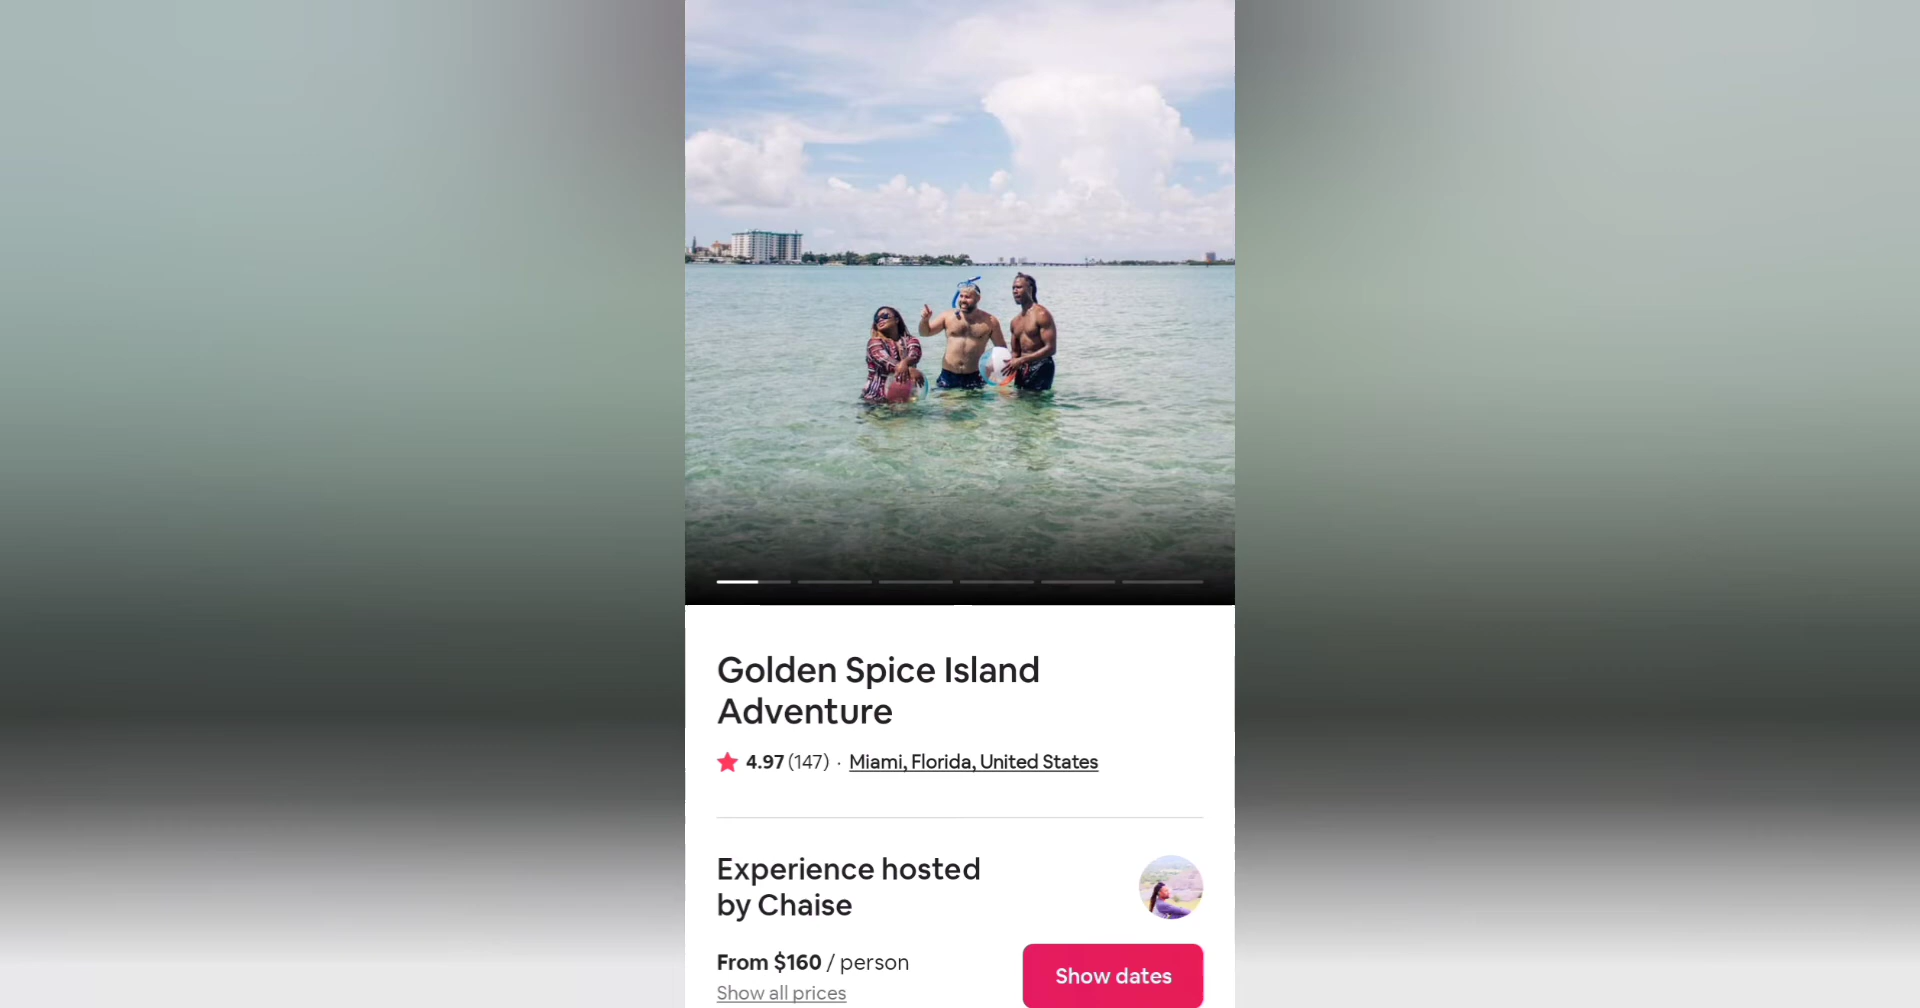 Golden Spice Island
Adventure
4.97 (147) · Miami, Florida, United States
Experience hosted
by Chaise
From $160 / person
Show all prices
Show dates